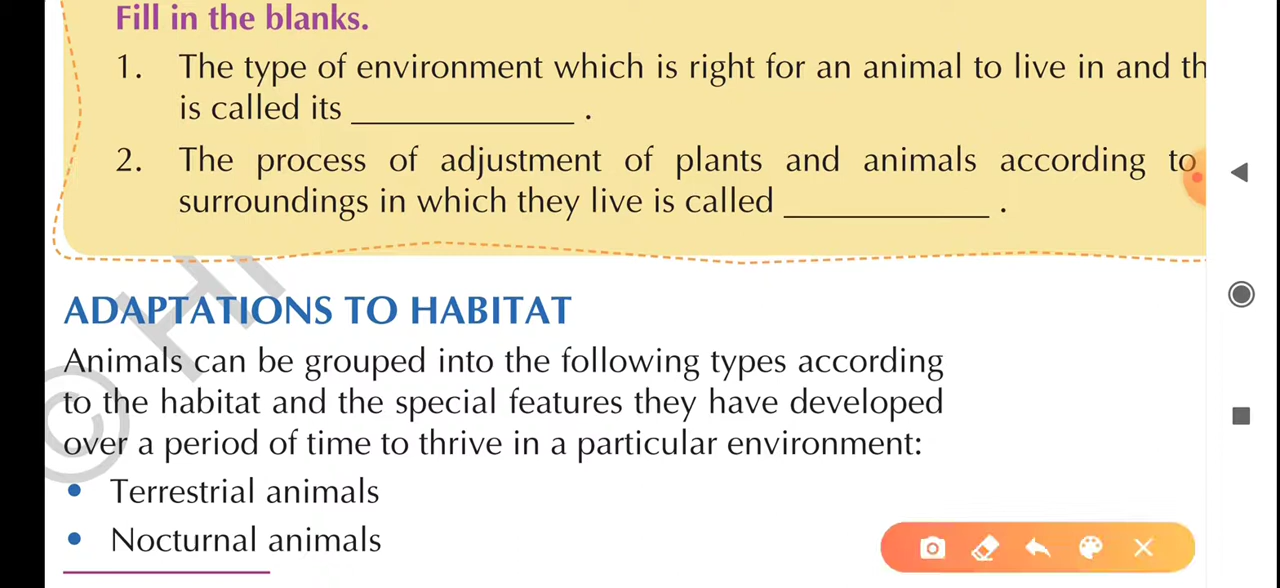 Fill in the blanks.
1. The type of environment which is right for an animal to live in and
is called its ____________ .
2. The process of adjustment of plants and animals according to
surroundings in which they live is called ___________ .
ADAPTATIONS TO HABITAT
Animals can be grouped into the following types according
to the habitat and the special features they have developed
over a period of time to thrive in a particular environment:
• Terrestrial animals
• Nocturnal animals